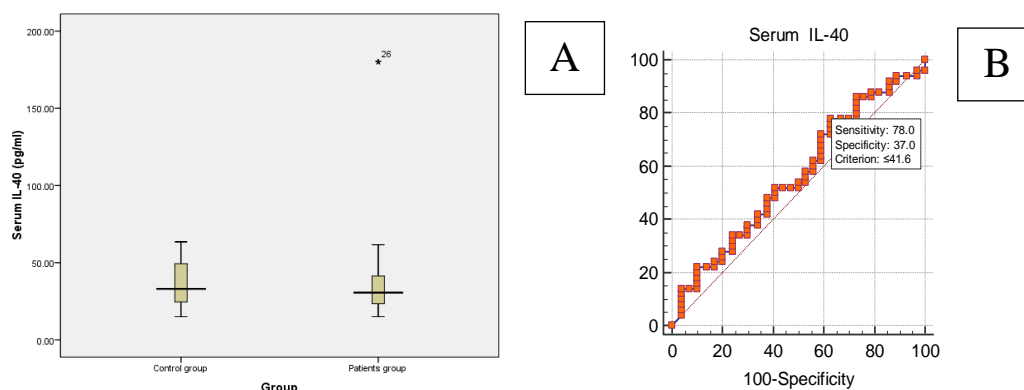 200.00
150.00
100.00
50.00
0.00
Serum IL-40 (pg/ml)
26
Control group
Patients group
Group
A
Serum IL-40
100
80
60
40
20
0
Sensitivity: 78.0
Specificity: 37.0
Criterion: ≤41.6
0 20 40 60 80 100
100-Specificity
B